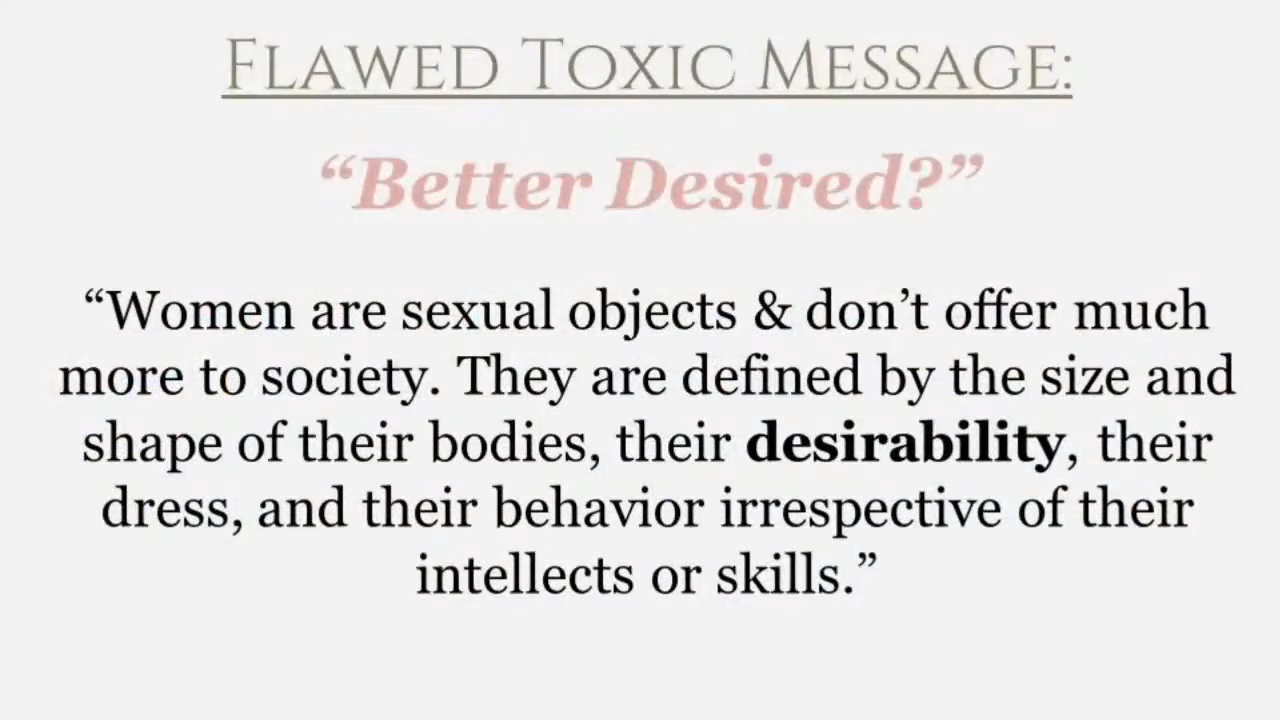 FLAWED TOXIC MESSAGE:
“Better Desired?”
“Women are sexual objects & don’t offer much
more to society. They are defined by the size and
shape of their bodies, their desirability, their
dress, and their behavior irrespective of their
intellects or skills.”